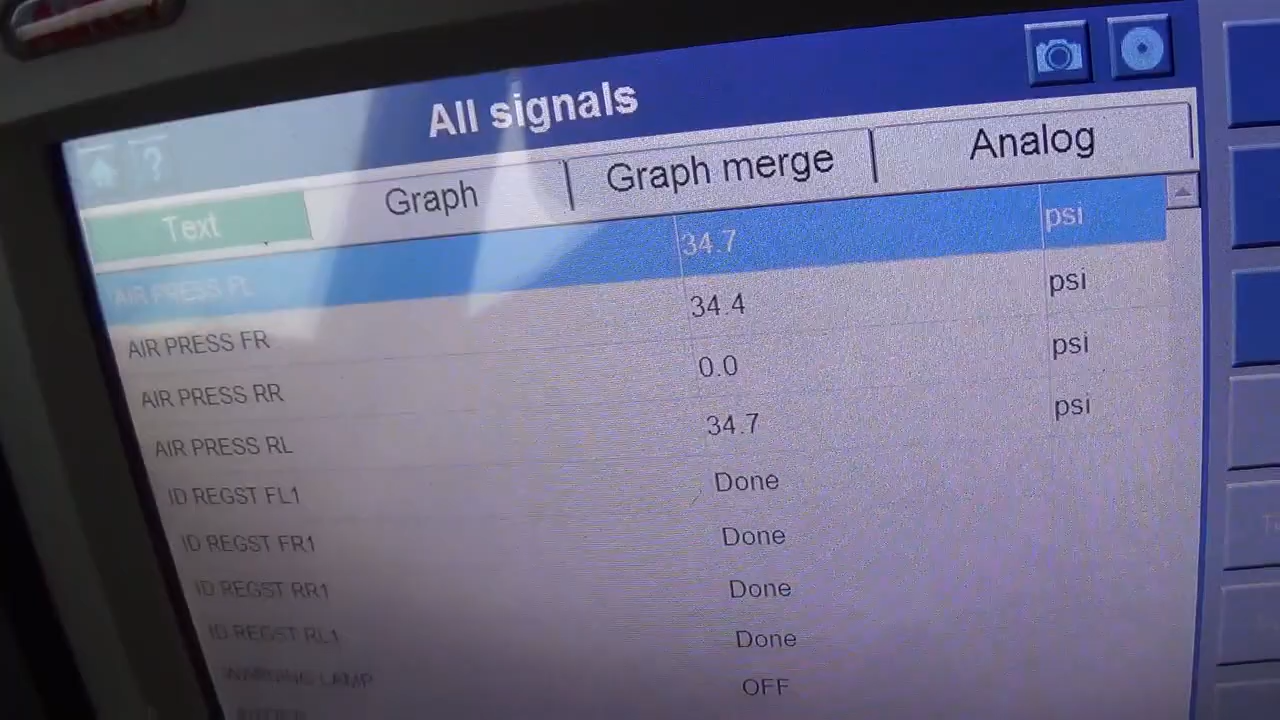 All signals
?
Text Graph Graph merge Analog
AIR PRESS FL 34.7 psi
AIR PRESS FR 34.4 psi
AIR PRESS RR 0.0 psi
AIR PRESS RL 34.7 psi
ID REGST FL1 Done
ID REGST FR1 Done
ID REGST RR1 Done
ID REGST RL1 Done
WARNING LAMP OFF